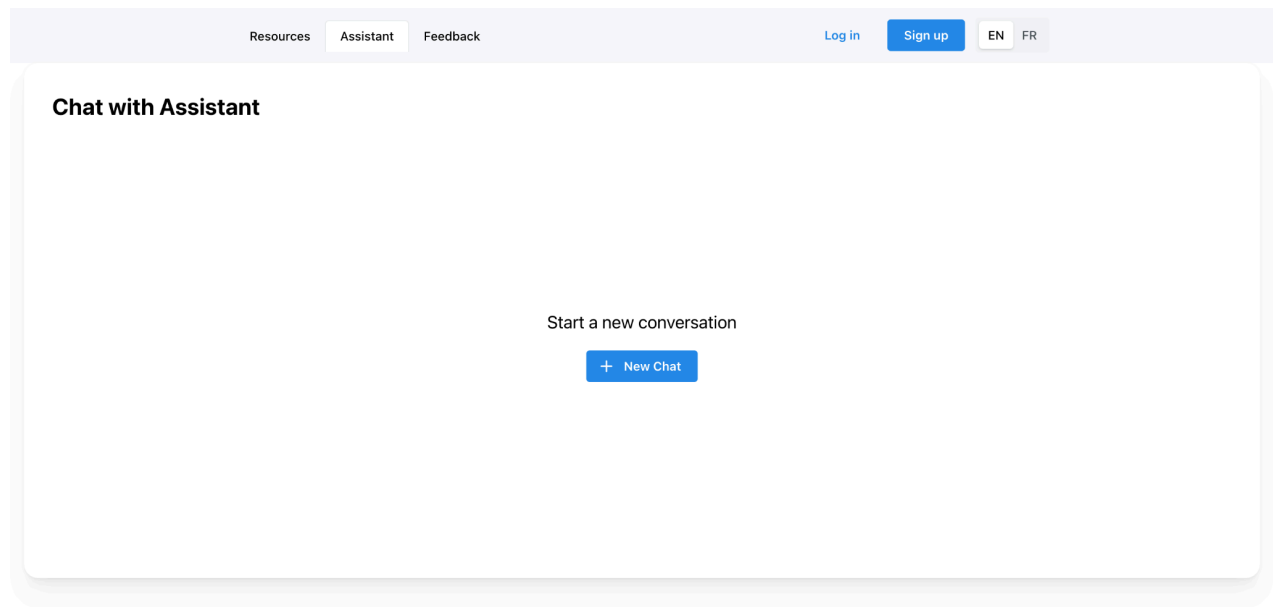 Resources Assistant Feedback Log in Sign up EN FR
Chat with Assistant
Start a new conversation
+ New Chat